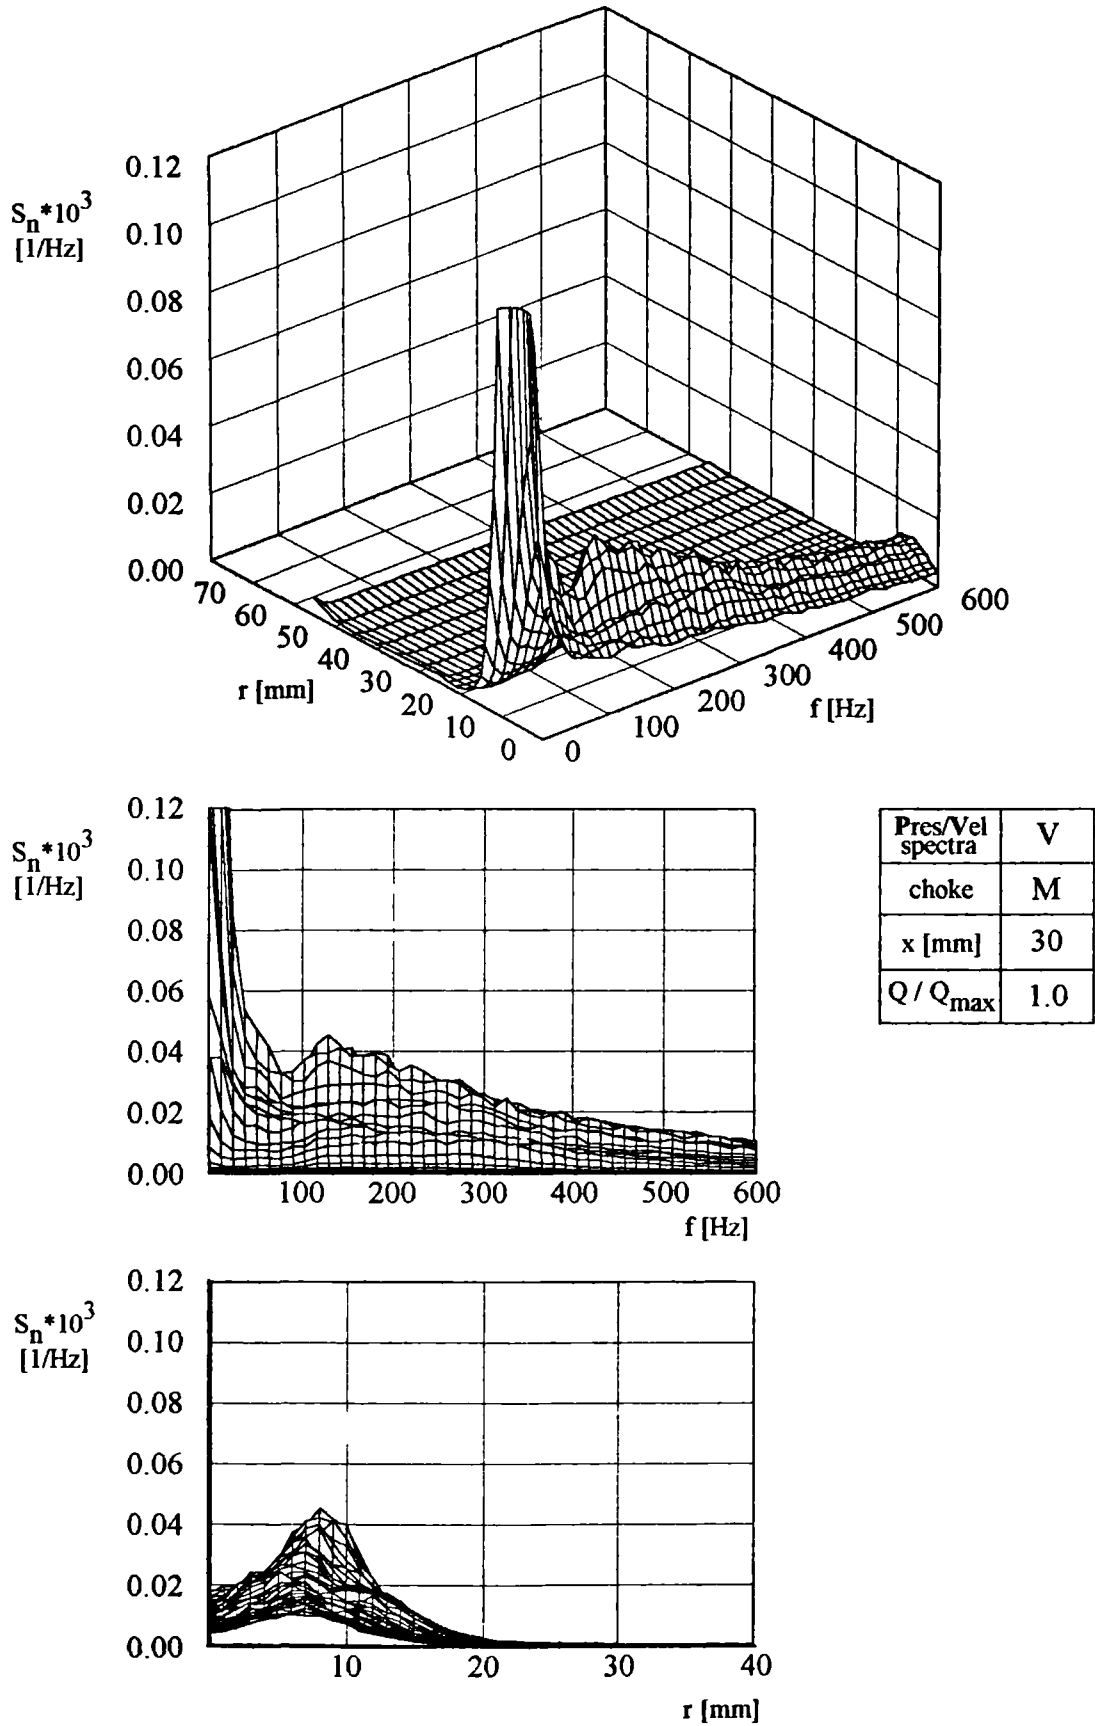 0.12
S_n*10^3
[1/Hz]
0.10
0.08
0.06
0.04
0.02
0.00
70 60 50 40 30 20 10 0
r [mm]
0 100 200 300 400 500 600
f [Hz]
0.12
S_n*10^3
[1/Hz]
0.10
0.08
0.06
0.04
0.02
0.00
100 200 300 400 500 600
f [Hz]
Pres/Vel spectra V
choke M
x [mm] 30
Q / Q_max 1.0
0.12
S_n*10^3
[1/Hz]
0.10
0.08
0.06
0.04
0.02
0.00
10 20 30 40
r [mm]